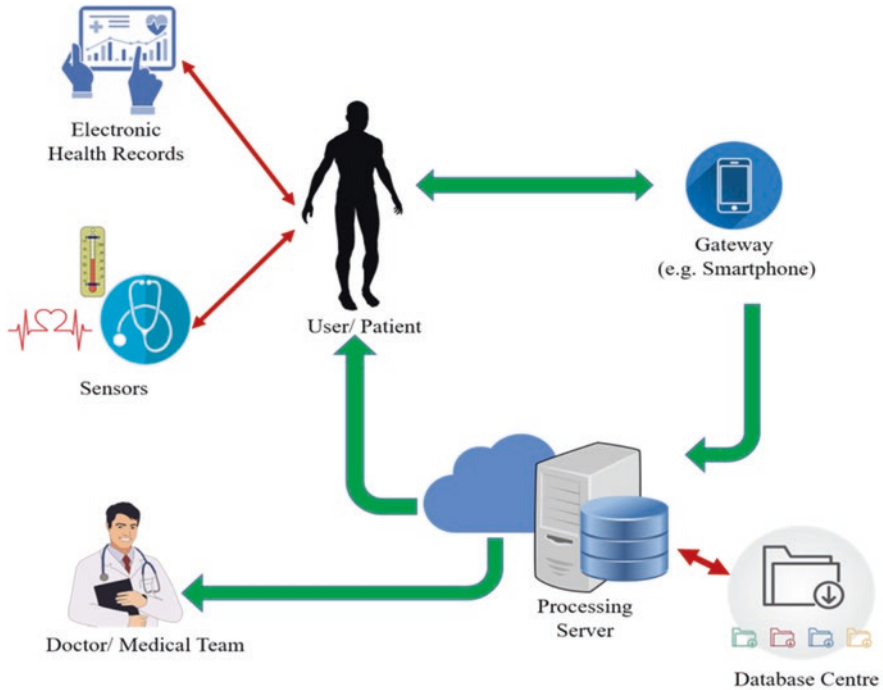 Electronic
Health Records
Sensors
User/ Patient
Gateway
(e.g. Smartphone)
Processing
Server
Doctor/ Medical Team
Database Centre